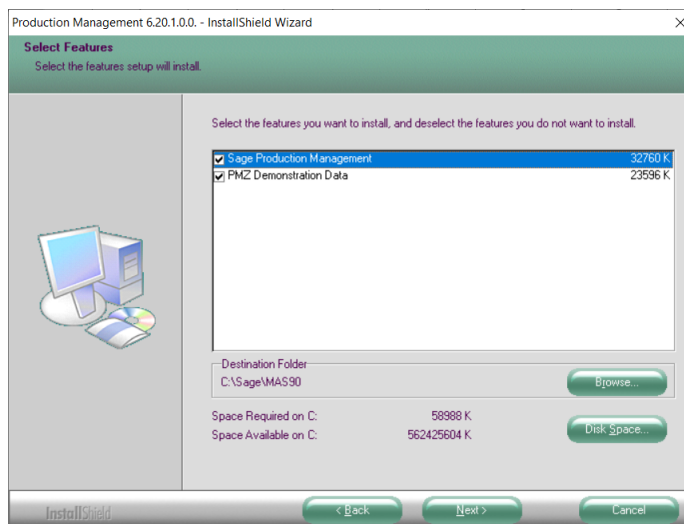 Production Management 6.20.1.0.0. - InstallShield Wizard
Select Features
Select the features setup will install.
Select the features you want to install, and deselect the features you do not want to install.
Sage Production Management 32760 K
PMZ Demonstration Data 23596 K
Destination Folder
C:\Sage\MAS90
Browse...
Space Required on C: 58988 K
Space Available on C: 562425604 K
Disk Space...
InstallShield
< Back
Next >
Cancel